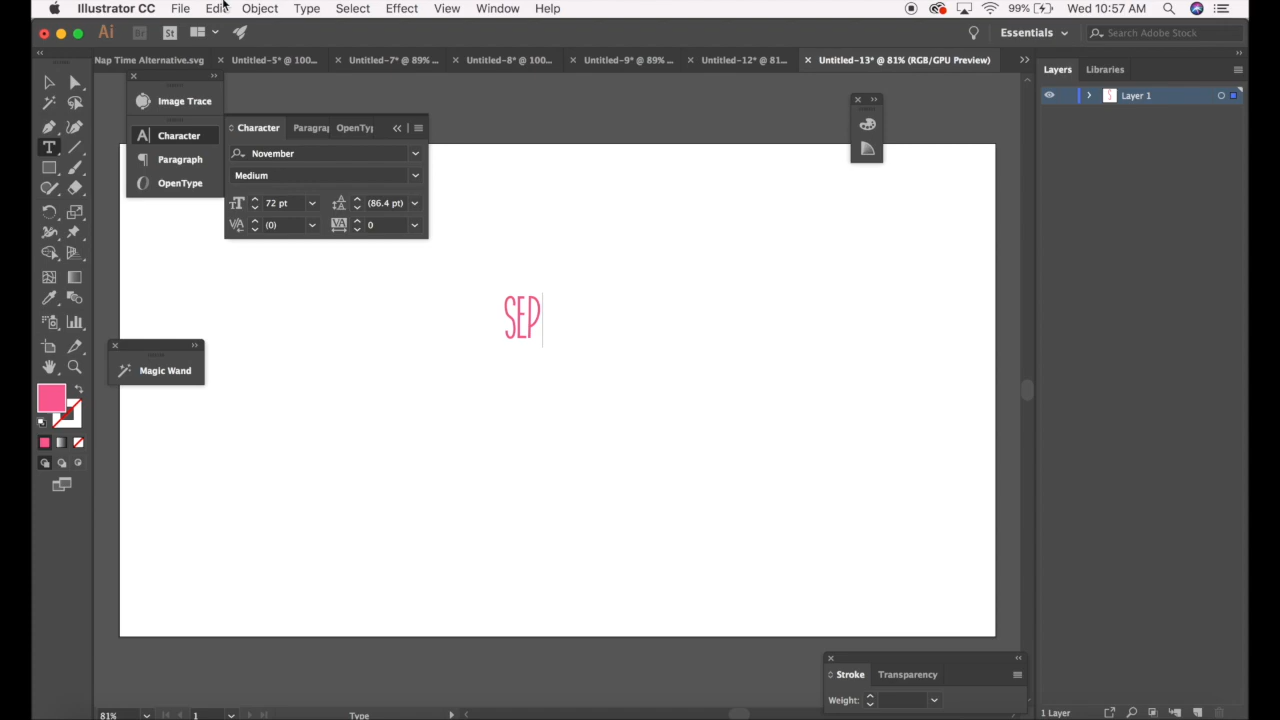 Illustrator CC File Edit Object Type Select Effect View Window Help 99% Wed 10:57 AM
Ai Br St Essentials Search Adobe Stock
Nap Time Alternative.svg Untitled-5* @ 100... Untitled-7* @ 89% ... Untitled-8* @ 100... Untitled-9* @ 89% ... Untitled-12* @ 81... Untitled-13* @ 81% (RGB/GPU Preview)
Layers Libraries
Layer 1
Image Trace
Character
Paragraph
OpenType
Character Paragra OpenTy
November
Medium
72 pt (86.4 pt)
(0) 0
SEP
Magic Wand
Stroke Transparency
Weight:
81% 1 Type
1 Layer